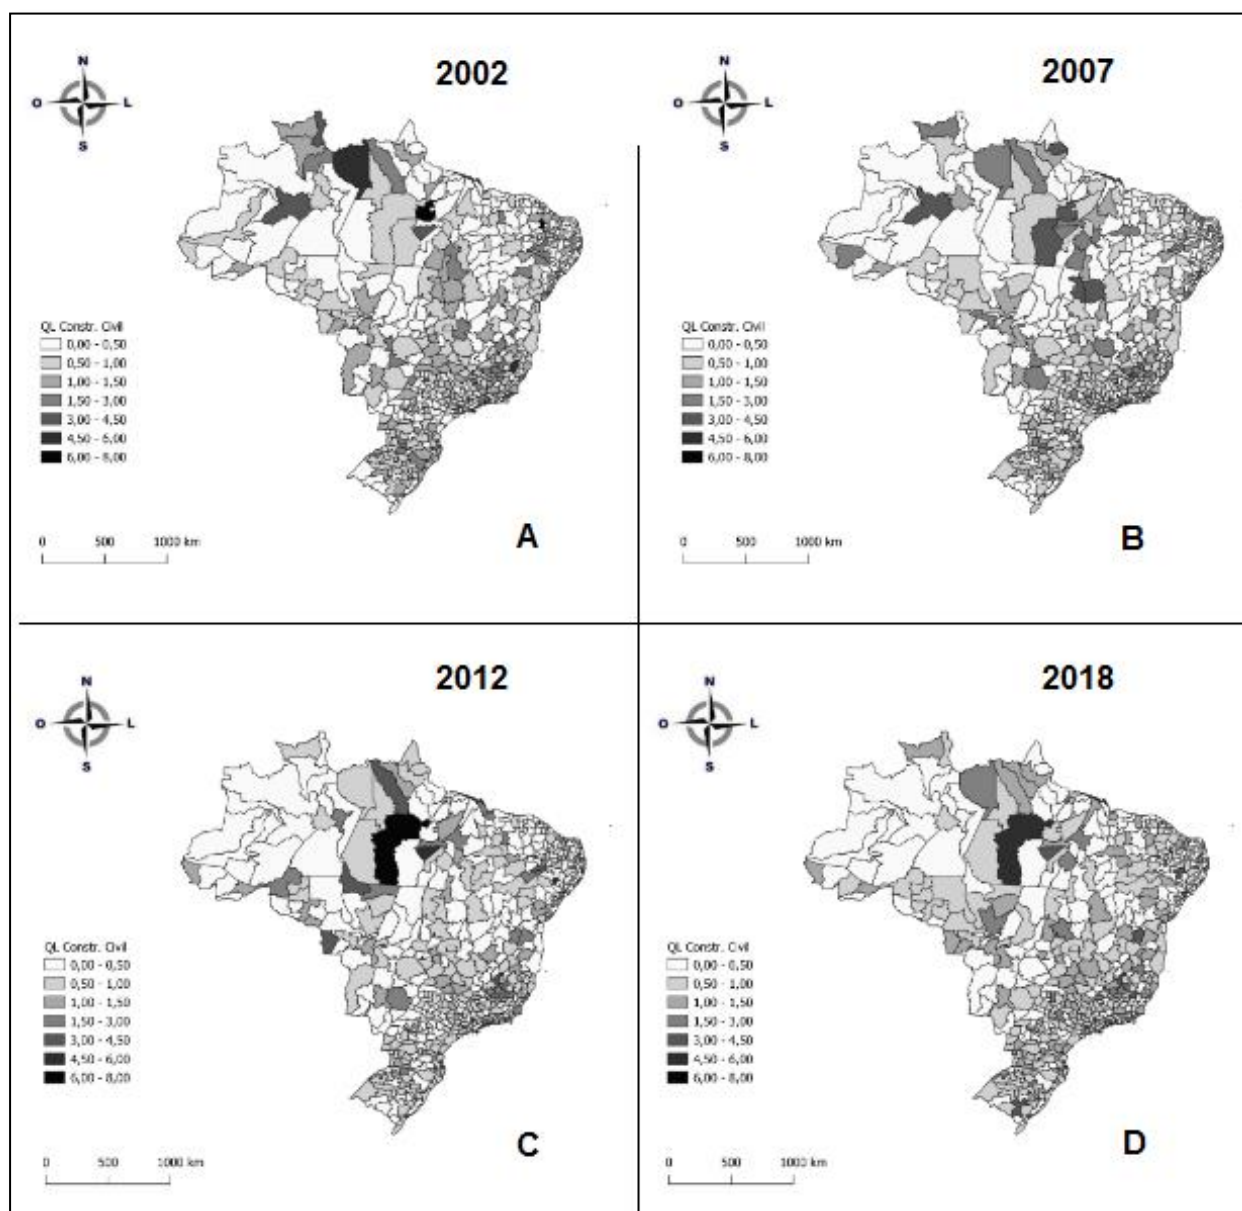 2002
N
O
L
S
QL Constr. Civil
0,00 - 0,50
0,50 - 1,00
1,00 - 1,50
1,50 - 3,00
3,00 - 4,50
4,50 - 6,00
6,00 - 8,00
0 500 1000 km
A
2007
N
O
L
S
QL Constr. Civil
0,00 - 0,50
0,50 - 1,00
1,00 - 1,50
1,50 - 3,00
3,00 - 4,50
4,50 - 6,00
6,00 - 8,00
0 500 1000 km
B
2012
N
O
L
S
QL Constr. Civil
0,00 - 0,50
0,50 - 1,00
1,00 - 1,50
1,50 - 3,00
3,00 - 4,50
4,50 - 6,00
6,00 - 8,00
0 500 1000 km
C
2018
N
O
L
S
QL Constr. Civil
0,00 - 0,50
0,50 - 1,00
1,00 - 1,50
1,50 - 3,00
3,00 - 4,50
4,50 - 6,00
6,00 - 8,00
0 500 1000 km
D